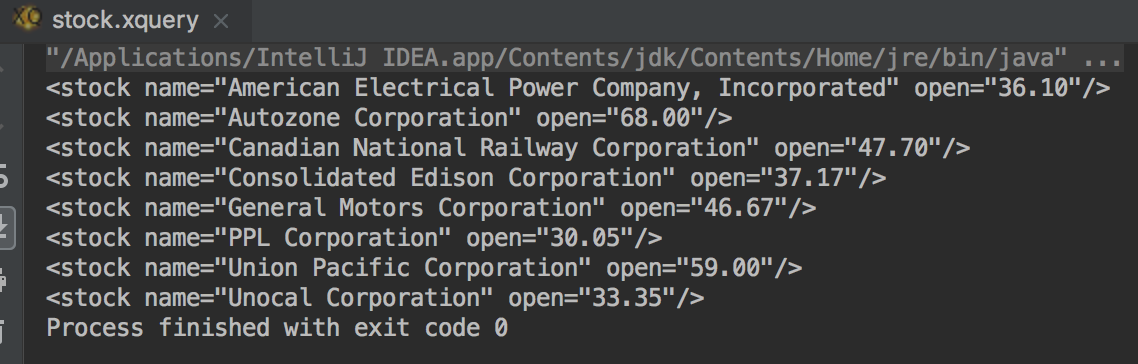 stock.xquery
"/Applications/IntelliJ IDEA.app/Contents/jdk/Contents/Home/jre/bin/java" ...
<stock name="American Electrical Power Company, Incorporated" open="36.10"/>
<stock name="Autozone Corporation" open="68.00"/>
<stock name="Canadian National Railway Corporation" open="47.70"/>
<stock name="Consolidated Edison Corporation" open="37.17"/>
<stock name="General Motors Corporation" open="46.67"/>
<stock name="PPL Corporation" open="30.05"/>
<stock name="Union Pacific Corporation" open="59.00"/>
<stock name="Unocal Corporation" open="33.35"/>
Process finished with exit code 0